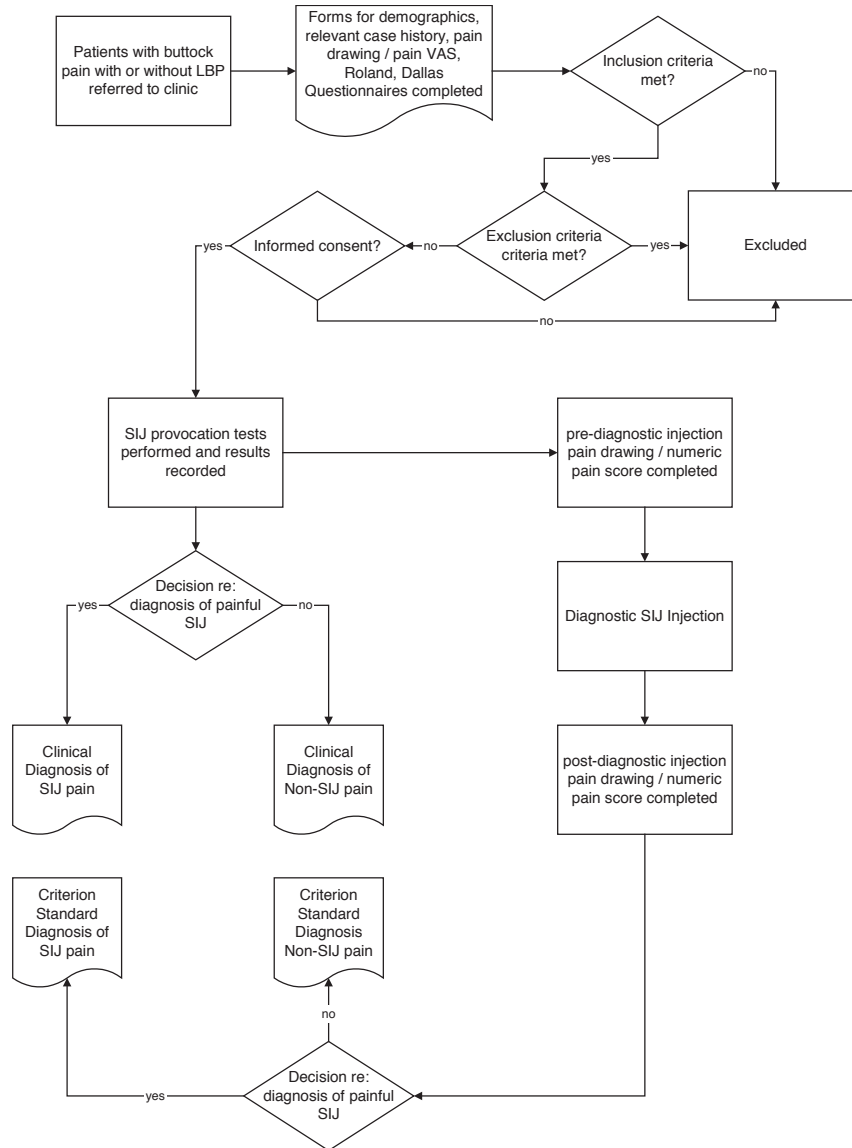 Patients with buttock
pain with or without LBP
referred to clinic
Forms for demographics,
relevant case history, pain
drawing / pain VAS,
Roland, Dallas
Questionnaires completed
Inclusion criteria
met?
no
yes
Informed consent?
yes
no
Exclusion criteria
criteria met?
yes
Excluded
no
SIJ provocation tests
performed and results
recorded
pre-diagnostic injection
pain drawing / numeric
pain score completed
Decision re:
diagnosis of painful
SIJ
yes
no
Diagnostic SIJ Injection
Clinical
Diagnosis of
SIJ pain
Clinical
Diagnosis of
Non-SIJ pain
post-diagnostic injection
pain drawing / numeric
pain score completed
Criterion
Standard
Diagnosis of
SIJ pain
Criterion
Standard
Diagnosis
Non-SIJ pain
no
Decision re:
diagnosis of painful
SIJ
yes